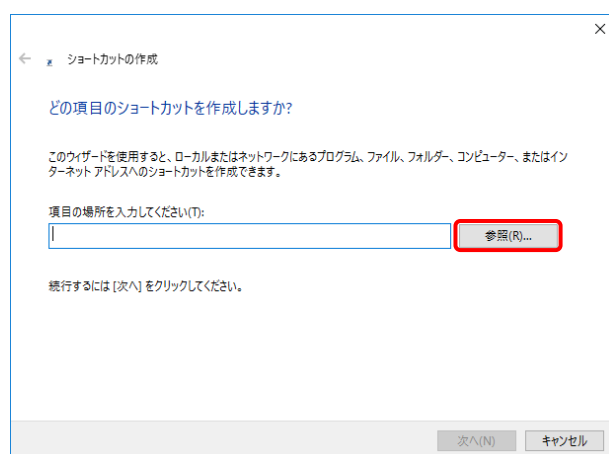 ショートカットの作成
どの項目のショートカットを作成しますか?
このウィザードを使用すると、ローカルまたはネットワークにあるプログラム、ファイル、フォルダー、コンピューター、またはイン
ターネット アドレスへのショートカットを作成できます。
項目の場所を入力してください(T):
参照(R)...
続行するには [次へ] をクリックしてください。
次へ(N) キャンセル